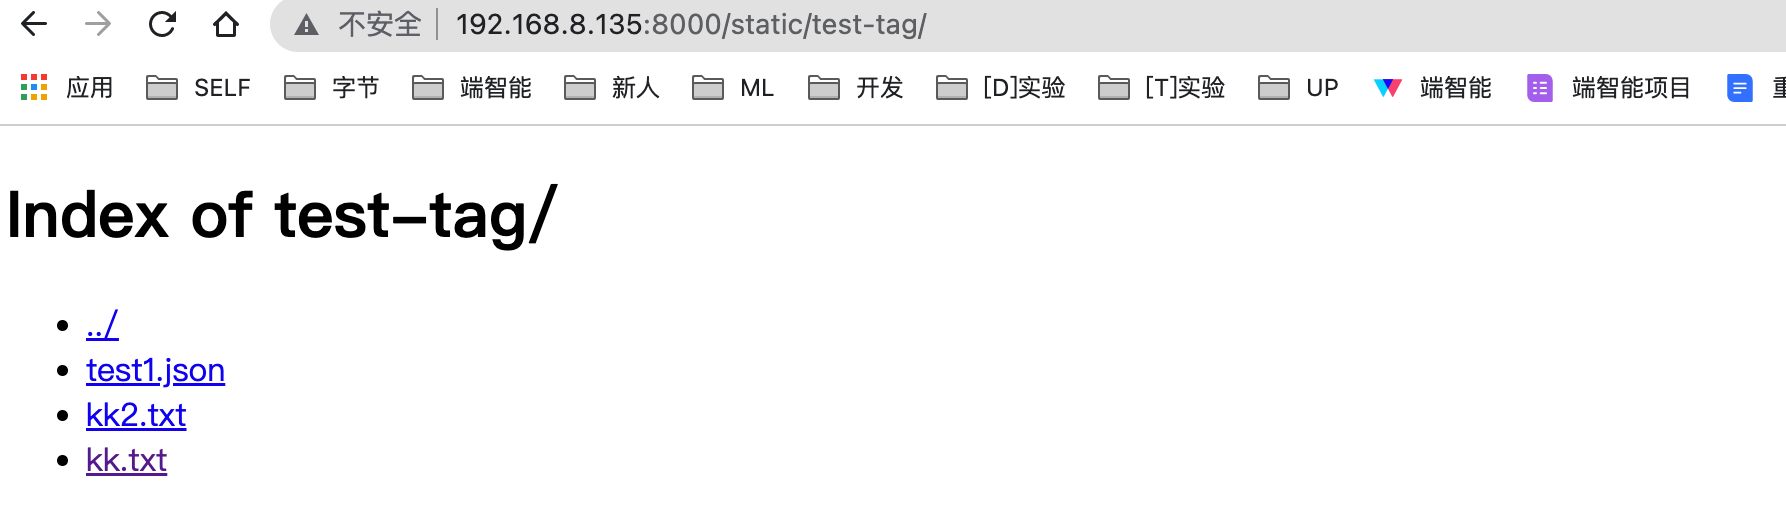 不安全 | 192.168.8.135:8000/static/test-tag/
应用 SELF 字节 端智能 新人 ML 开发 [D]实验 [T]实验 UP 端智能 端智能项目
Index of test-tag/
../
test1.json
kk2.txt
kk.txt